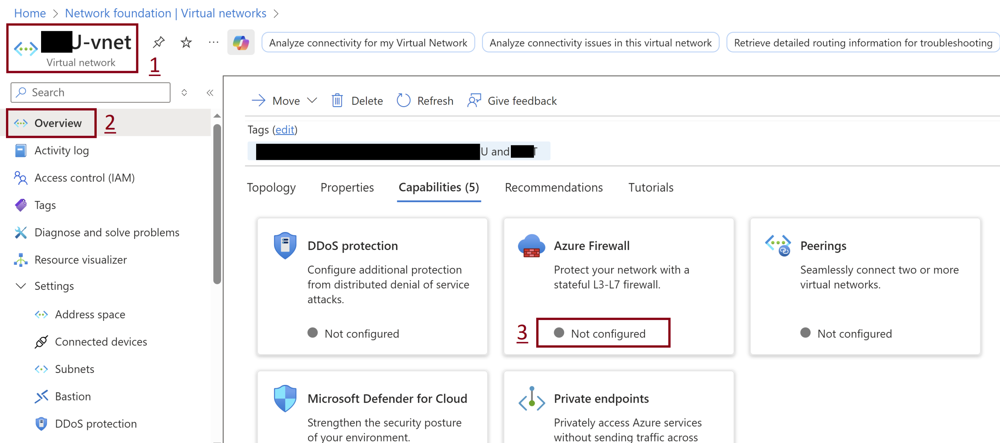 Home > Network foundation | Virtual networks >
U-vnet
Virtual network
1
Analyze connectivity for my Virtual Network
Analyze connectivity issues in this virtual network
Retrieve detailed routing information for troubleshooting
Search
Overview
2
Activity log
Access control (IAM)
Tags
Diagnose and solve problems
Resource visualizer
Settings
Address space
Connected devices
Subnets
Bastion
DDoS protection
Move
Delete
Refresh
Give feedback
Tags (edit)
U and T
Topology
Properties
Capabilities (5)
Recommendations
Tutorials
DDoS protection
Configure additional protection
from distributed denial of service
attacks.
Not configured
Azure Firewall
Protect your network with a
stateful L3-L7 firewall.
3
Not configured
Peerings
Seamlessly connect two or more
virtual networks.
Not configured
Microsoft Defender for Cloud
Strengthen the security posture
of your environment.
Private endpoints
Privately access Azure services
without sending traffic across